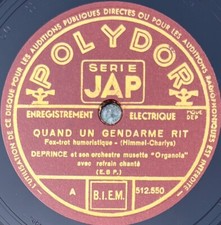 L'UTILISATION DE CE DISQUE POUR LES AUDITIONS PUBLIQUES DIRECTES OU POUR LES AUDITIONS RADIOPHONIQUES EST INTERDITE
POLYDOR
SERIE
JAP
ENREGISTREMENT ELECTRIQUE
MQUE DEP
QUAND UN GENDARME RIT
Fox-trot humoristique - (Himmel-Charlys)
DEPRINCE et son orchestre musette "Organola"
avec refrain chanté
A
B.I.E.M.
512.550